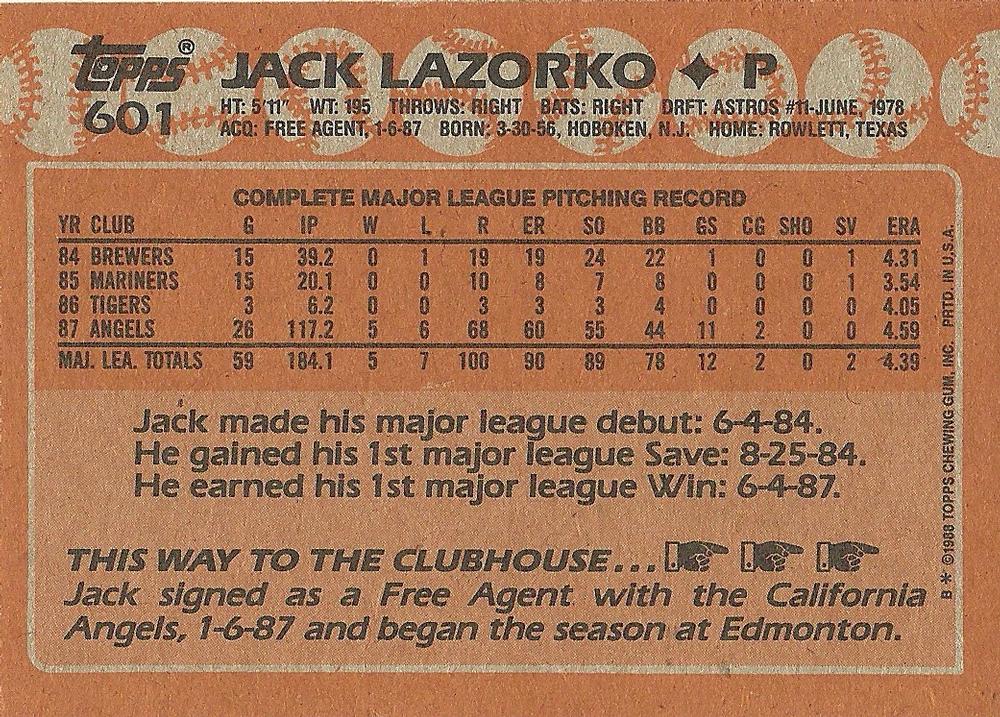 topps® JACK LAZORKO ✦ P
601 HT: 5'11" WT: 195 THROWS: RIGHT BATS: RIGHT DRFT: ASTROS #11-JUNE, 1978
ACQ: FREE AGENT, 1-6-87 BORN: 3-30-56, HOBOKEN, N.J. HOME: ROWLETT, TEXAS
COMPLETE MAJOR LEAGUE PITCHING RECORD
YR CLUB G IP W L R ER SO BB GS CG SHO SV ERA
84 BREWERS 15 39.2 0 1 19 19 24 22 1 0 0 1 4.31
85 MARINERS 15 20.1 0 0 10 8 7 8 0 0 0 1 3.54
86 TIGERS 3 6.2 0 0 3 3 3 4 0 0 0 0 4.05
87 ANGELS 26 117.2 5 6 68 60 55 44 11 2 0 0 4.59
MAJ. LEA. TOTALS 59 184.1 5 7 100 90 89 78 12 2 0 2 4.39
Jack made his major league debut: 6-4-84.
He gained his 1st major league Save: 8-25-84.
He earned his 1st major league Win: 6-4-87.
THIS WAY TO THE CLUBHOUSE...
Jack signed as a Free Agent with the California
Angels, 1-6-87 and began the season at Edmonton.
B * ©1988 TOPPS CHEWING GUM, INC. PRTD. IN U.S.A.